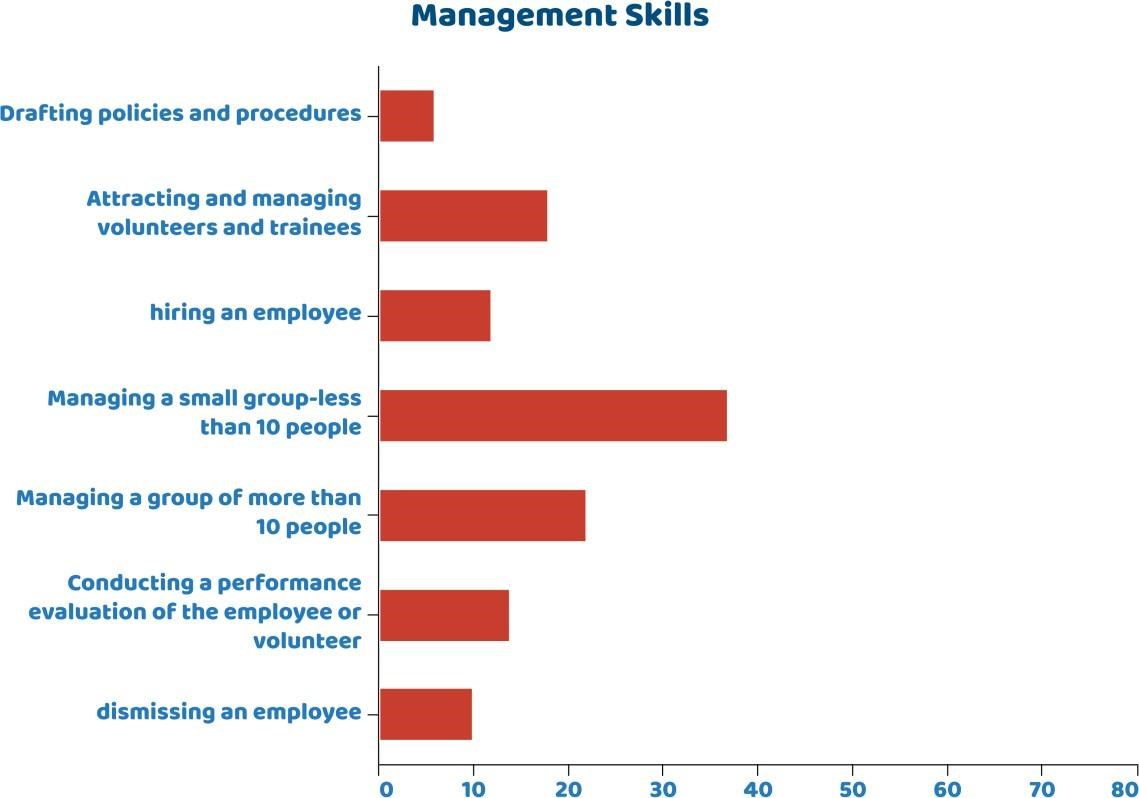 Management Skills
Drafting policies and procedures
Attracting and managing
volunteers and trainees
hiring an employee
Managing a small group-less
than 10 people
Managing a group of more than
10 people
Conducting a performance
evaluation of the employee or
volunteer
dismissing an employee
0 10 20 30 40 50 60 70 80